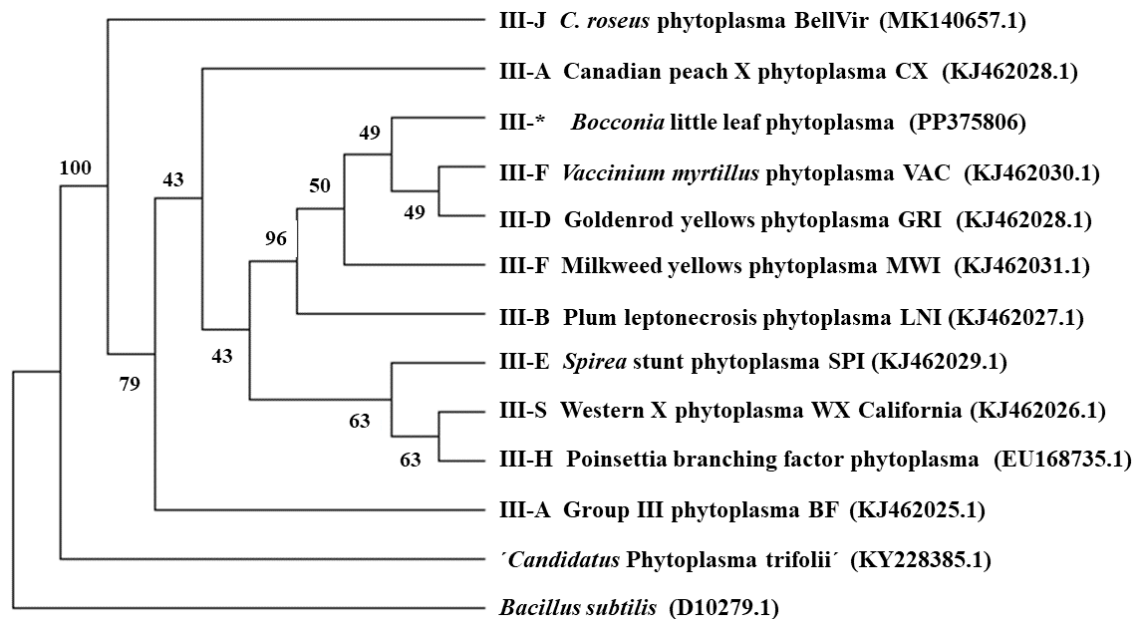 III-J C. roseus phytoplasma BellVir (MK140657.1)
III-A Canadian peach X phytoplasma CX (KJ462028.1)
III-* Bocconia little leaf phytoplasma (PP375806)
49
III-F Vaccinium myrtillus phytoplasma VAC (KJ462030.1)
100
43
50
III-D Goldenrod yellows phytoplasma GRI (KJ462028.1)
49
96
III-F Milkweed yellows phytoplasma MWI (KJ462031.1)
III-B Plum leptonecrosis phytoplasma LNI (KJ462027.1)
43
III-E Spirea stunt phytoplasma SPI (KJ462029.1)
79
63
III-S Western X phytoplasma WX California (KJ462026.1)
63
III-H Poinsettia branching factor phytoplasma (EU168735.1)
III-A Group III phytoplasma BF (KJ462025.1)
´Candidatus Phytoplasma trifolii´ (KY228385.1)
Bacillus subtilis (D10279.1)